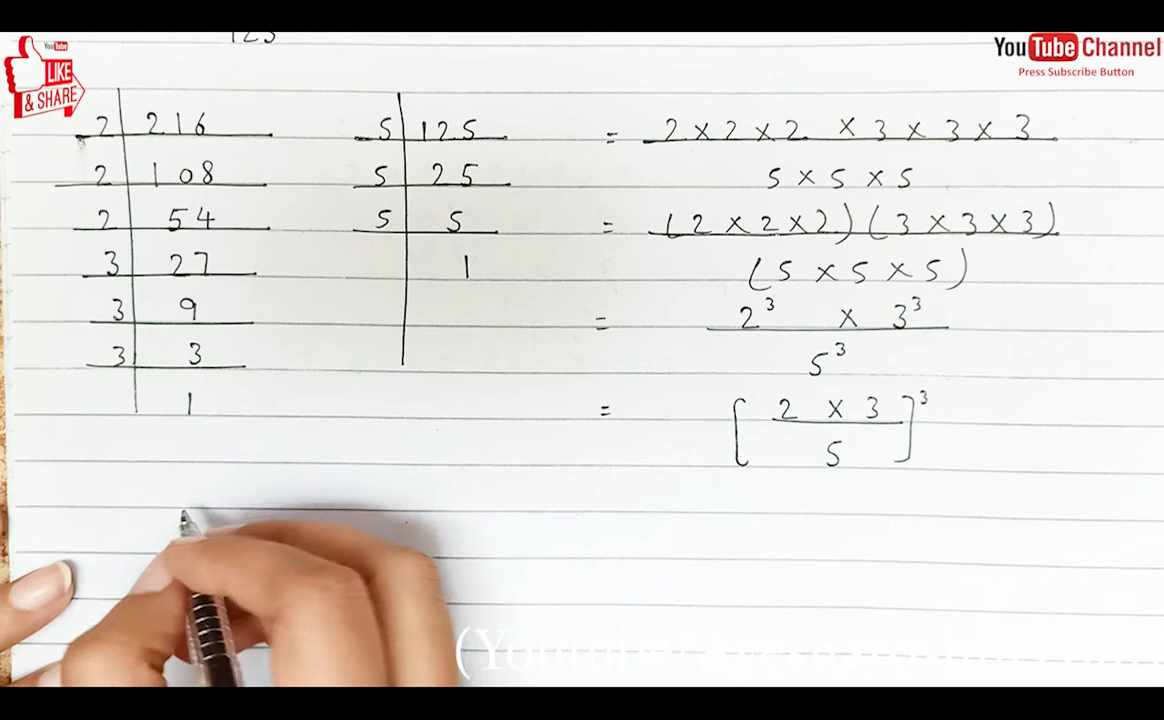 125
YouTube
LIKE
& SHARE
YouTube Channel
Press Subscribe Button
2 | 216
2 | 108
2 | 54
3 | 27
3 | 9
3 | 3
1
5 | 125
5 | 25
5 | 5
1
= 2 × 2 × 2 × 3 × 3 × 3
5 × 5 × 5
= (2 × 2 × 2) (3 × 3 × 3)
(5 × 5 × 5)
= 2³ × 3³
5³
= [ 2 × 3 ]³
5